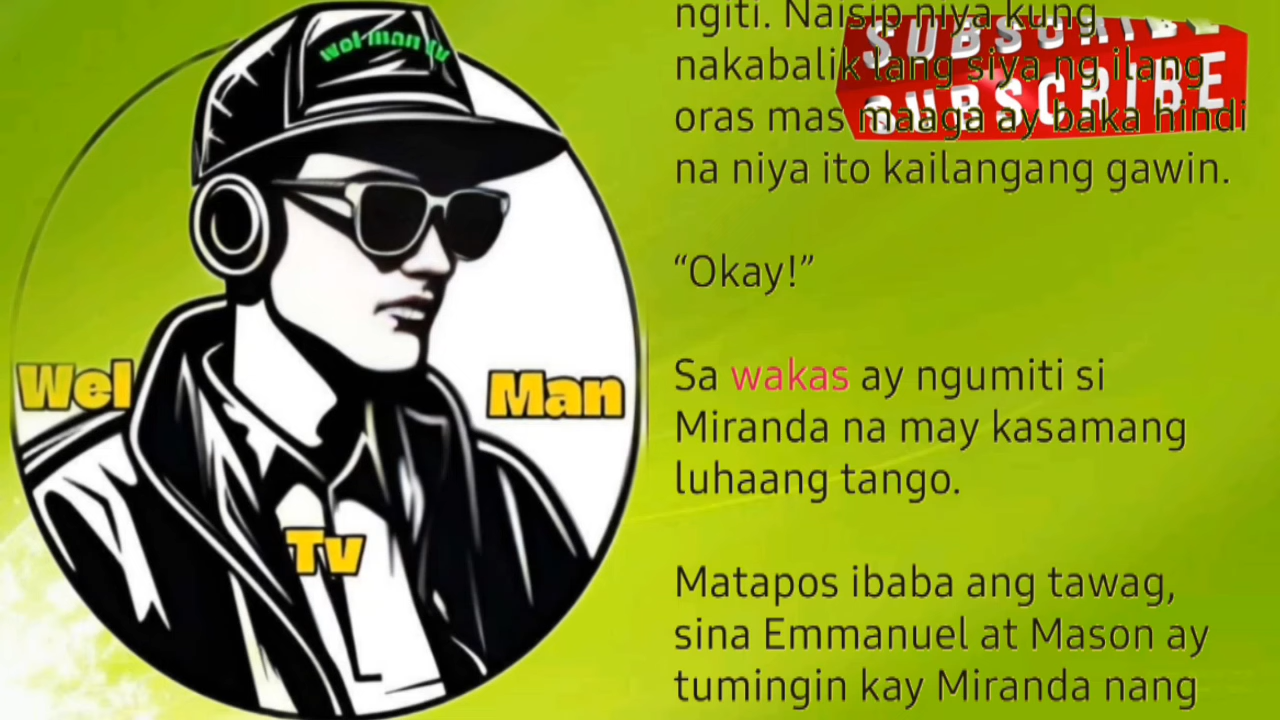 wel man tv
Wel
Man
Tv
SUBSCRIBE
SUBSCRIBE
ngiti. Naisip niya kung
nakabalik lang siya ng ilang
oras mas maaga ay baka hindi
na niya ito kailangang gawin.
“Okay!”
Sa wakas ay ngumiti si
Miranda na may kasamang
luhaang tango.
Matapos ibaba ang tawag,
sina Emmanuel at Mason ay
tumingin kay Miranda nang